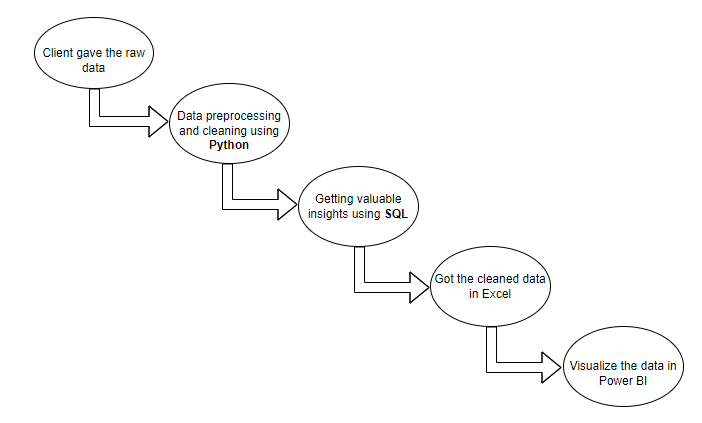 Client gave the raw
data
Data preprocessing
and cleaning using
Python
Getting valuable
insights using SQL
Got the cleaned data
in Excel
Visualize the data in
Power BI